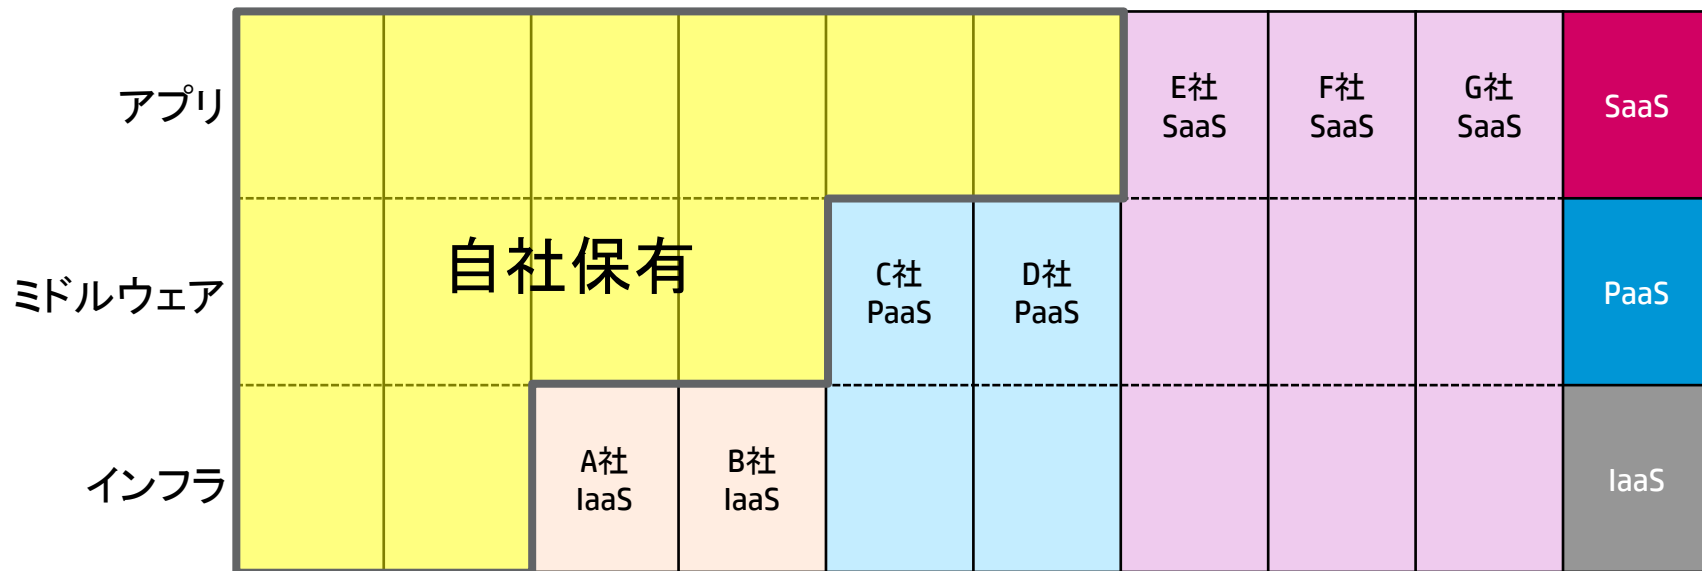 アプリ
E社
SaaS
F社
SaaS
G社
SaaS
SaaS
ミドルウェア
自社保有
C社
PaaS
D社
PaaS
PaaS
インフラ
A社
IaaS
B社
IaaS
IaaS